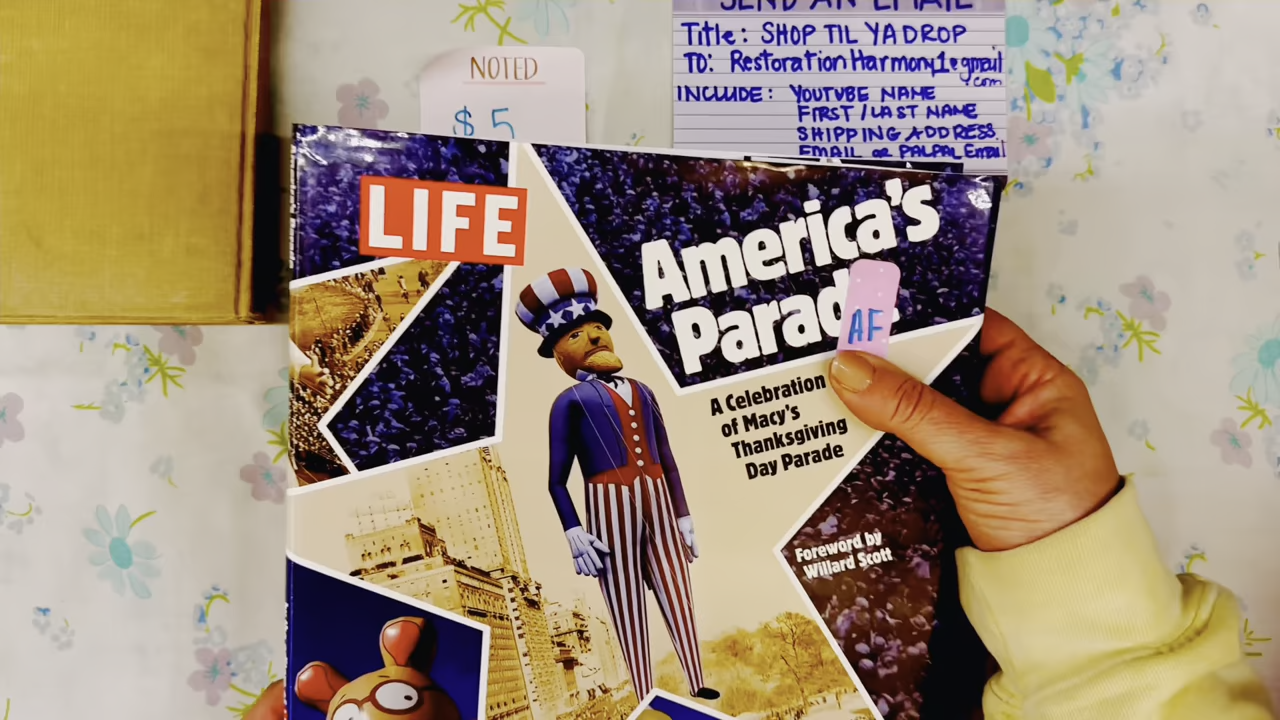 SEND AN EMAIL
Title: SHOP TIL YA DROP
TO: RestorationHarmony1@gmail
.com
INCLUDE: YOUTUBE NAME
FIRST / LAST NAME
SHIPPING ADDRESS
EMAIL or PALPAL Email
NOTED
$5
LIFE
America's
Parade
AF
A Celebration
of Macy's
Thanksgiving
Day Parade
Foreword by
Willard Scott